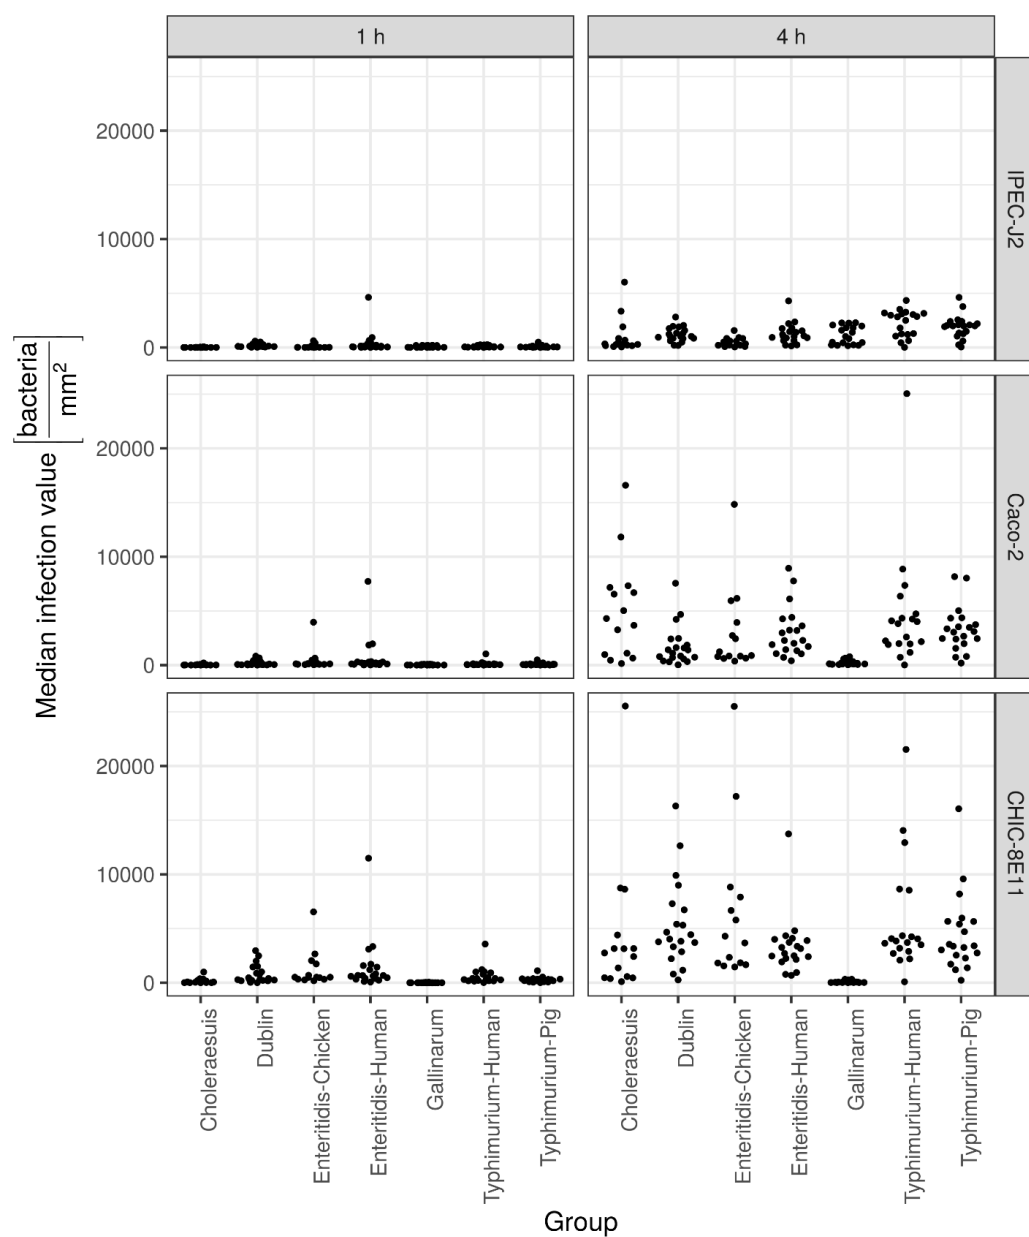 1 h
4 h
20000
10000
0
IPEC-J2
20000
10000
0
Caco-2
20000
10000
0
CHIC-8E11
Median infection value [bacteria/mm²]
Choleraesuis
Dublin
Enteritidis-Chicken
Enteritidis-Human
Gallinarum
Typhimurium-Human
Typhimurium-Pig
Choleraesuis
Dublin
Enteritidis-Chicken
Enteritidis-Human
Gallinarum
Typhimurium-Human
Typhimurium-Pig
Group